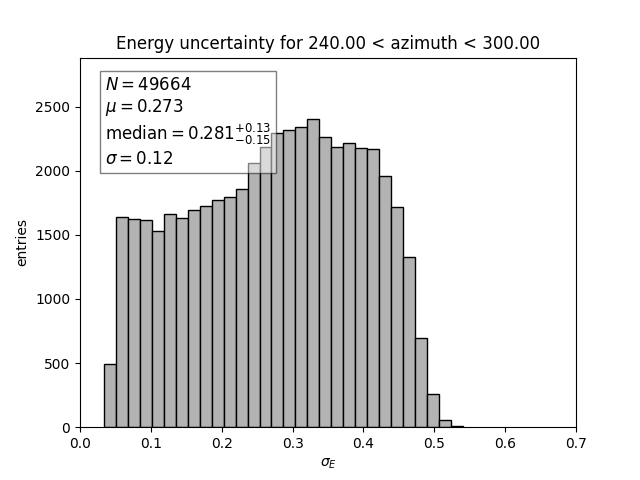 Energy uncertainty for 240.00 < azimuth < 300.00
N = 49664
μ = 0.273
median = 0.281^{+0.13}_{-0.15}
σ = 0.12
entries
2500
2000
1500
1000
500
0
0.0 0.1 0.2 0.3 0.4 0.5 0.6 0.7
σ_E